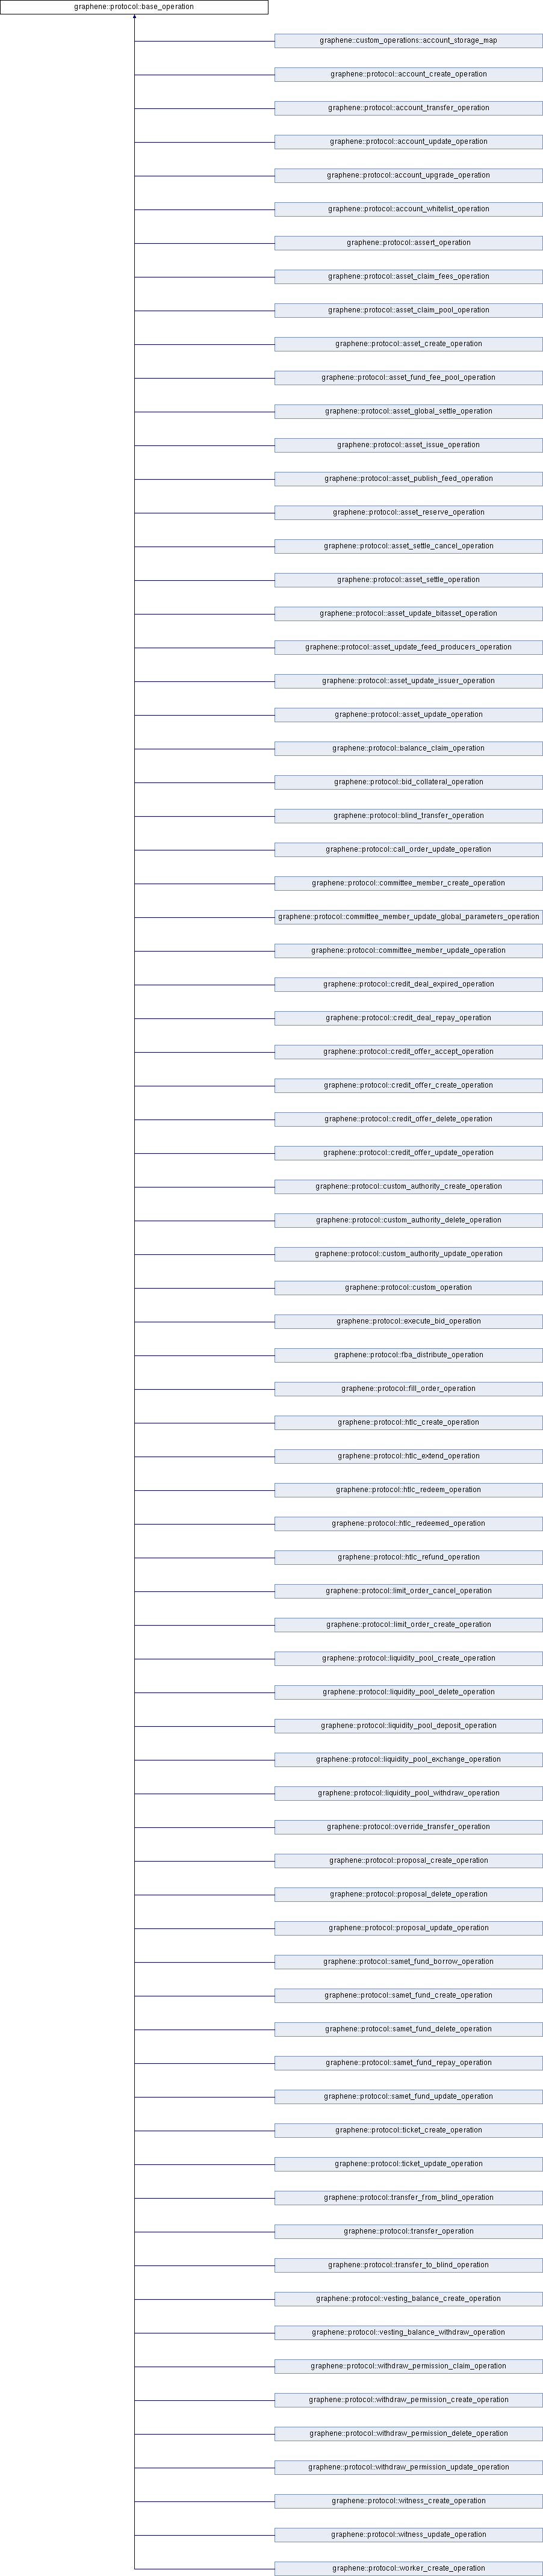 graphene::protocol::base_operation
graphene::custom_operations::account_storage_map
graphene::protocol::account_create_operation
graphene::protocol::account_transfer_operation
graphene::protocol::account_update_operation
graphene::protocol::account_upgrade_operation
graphene::protocol::account_whitelist_operation
graphene::protocol::assert_operation
graphene::protocol::asset_claim_fees_operation
graphene::protocol::asset_claim_pool_operation
graphene::protocol::asset_create_operation
graphene::protocol::asset_fund_fee_pool_operation
graphene::protocol::asset_global_settle_operation
graphene::protocol::asset_issue_operation
graphene::protocol::asset_publish_feed_operation
graphene::protocol::asset_reserve_operation
graphene::protocol::asset_settle_cancel_operation
graphene::protocol::asset_settle_operation
graphene::protocol::asset_update_bitasset_operation
graphene::protocol::asset_update_feed_producers_operation
graphene::protocol::asset_update_issuer_operation
graphene::protocol::asset_update_operation
graphene::protocol::balance_claim_operation
graphene::protocol::bid_collateral_operation
graphene::protocol::blind_transfer_operation
graphene::protocol::call_order_update_operation
graphene::protocol::committee_member_create_operation
graphene::protocol::committee_member_update_global_parameters_operation
graphene::protocol::committee_member_update_operation
graphene::protocol::credit_deal_expired_operation
graphene::protocol::credit_deal_repay_operation
graphene::protocol::credit_offer_accept_operation
graphene::protocol::credit_offer_create_operation
graphene::protocol::credit_offer_delete_operation
graphene::protocol::credit_offer_update_operation
graphene::protocol::custom_authority_create_operation
graphene::protocol::custom_authority_delete_operation
graphene::protocol::custom_authority_update_operation
graphene::protocol::custom_operation
graphene::protocol::execute_bid_operation
graphene::protocol::fba_distribute_operation
graphene::protocol::fill_order_operation
graphene::protocol::htlc_create_operation
graphene::protocol::htlc_extend_operation
graphene::protocol::htlc_redeem_operation
graphene::protocol::htlc_redeemed_operation
graphene::protocol::htlc_refund_operation
graphene::protocol::limit_order_cancel_operation
graphene::protocol::limit_order_create_operation
graphene::protocol::liquidity_pool_create_operation
graphene::protocol::liquidity_pool_delete_operation
graphene::protocol::liquidity_pool_deposit_operation
graphene::protocol::liquidity_pool_exchange_operation
graphene::protocol::liquidity_pool_withdraw_operation
graphene::protocol::override_transfer_operation
graphene::protocol::proposal_create_operation
graphene::protocol::proposal_delete_operation
graphene::protocol::proposal_update_operation
graphene::protocol::samet_fund_borrow_operation
graphene::protocol::samet_fund_create_operation
graphene::protocol::samet_fund_delete_operation
graphene::protocol::samet_fund_repay_operation
graphene::protocol::samet_fund_update_operation
graphene::protocol::ticket_create_operation
graphene::protocol::ticket_update_operation
graphene::protocol::transfer_from_blind_operation
graphene::protocol::transfer_operation
graphene::protocol::transfer_to_blind_operation
graphene::protocol::vesting_balance_create_operation
graphene::protocol::vesting_balance_withdraw_operation
graphene::protocol::withdraw_permission_claim_operation
graphene::protocol::withdraw_permission_create_operation
graphene::protocol::withdraw_permission_delete_operation
graphene::protocol::withdraw_permission_update_operation
graphene::protocol::witness_create_operation
graphene::protocol::witness_update_operation
graphene::protocol::worker_create_operation